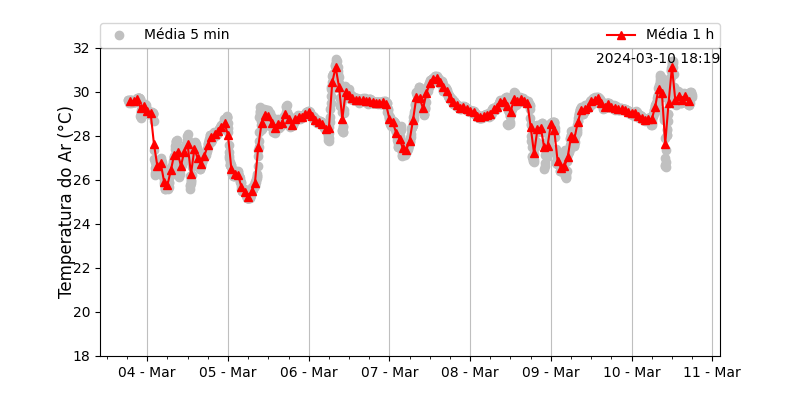 Média 5 min
Média 1 h
2024-03-10 18:19
Temperatura do Ar (°C)
32
30
28
26
24
22
20
18
04 - Mar
05 - Mar
06 - Mar
07 - Mar
08 - Mar
09 - Mar
10 - Mar
11 - Mar